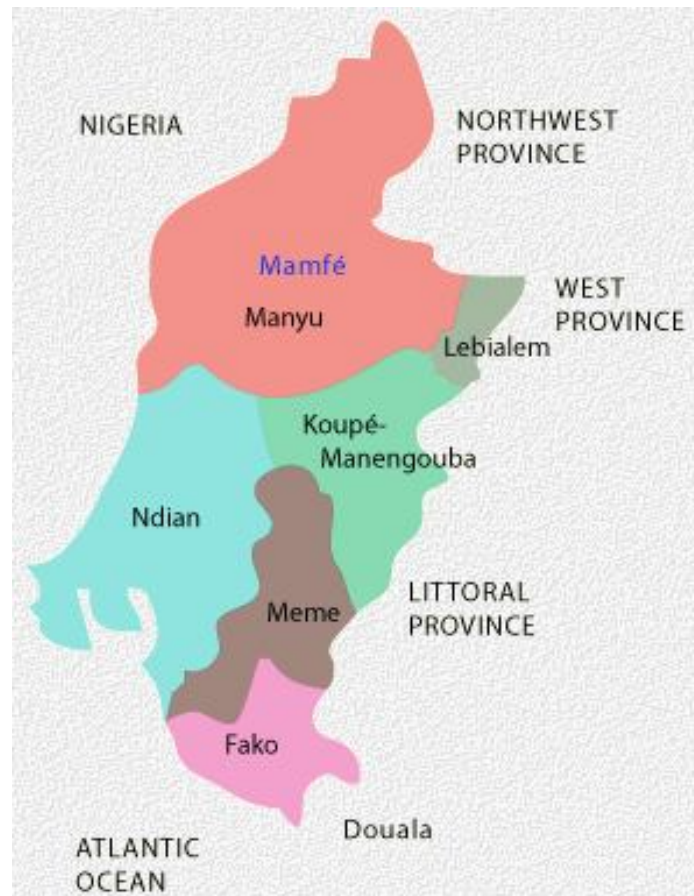 NIGERIA
NORTHWEST
PROVINCE
Mamfé
Manyu
WEST
PROVINCE
Lebialem
Koupé-
Manengouba
Ndian
Meme
LITTORAL
PROVINCE
Fako
Douala
ATLANTIC
OCEAN